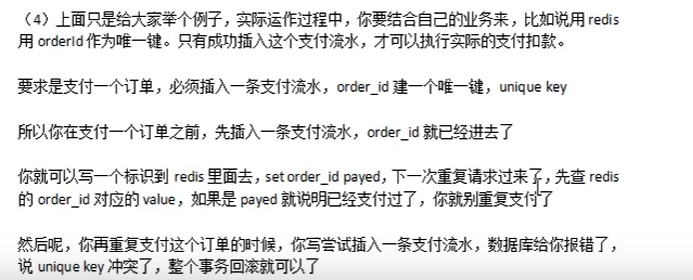 （4）上面只是给大家举个例子，实际运作过程中，你要结合自己的业务来，比如说用 redis
用 orderId 作为唯一键。只有成功插入这个支付流水，才可以执行实际的支付扣款。
要求是支付一个订单，必须插入一条支付流水，order_id 建一个唯一键，unique key
所以你在支付一个订单之前，先插入一条支付流水，order_id 就已经进去了
你就可以写一个标识到 redis 里面去，set order_id payed，下一次重复请求过来了，先查 redis
的 order_id 对应的 value，如果是 payed 就说明已经支付过了，你就别重复支付了
然后呢，你再重复支付这个订单的时候，你写尝试插入一条支付流水，数据库给你报错了，
说 unique key 冲突了，整个事务回滚就可以了